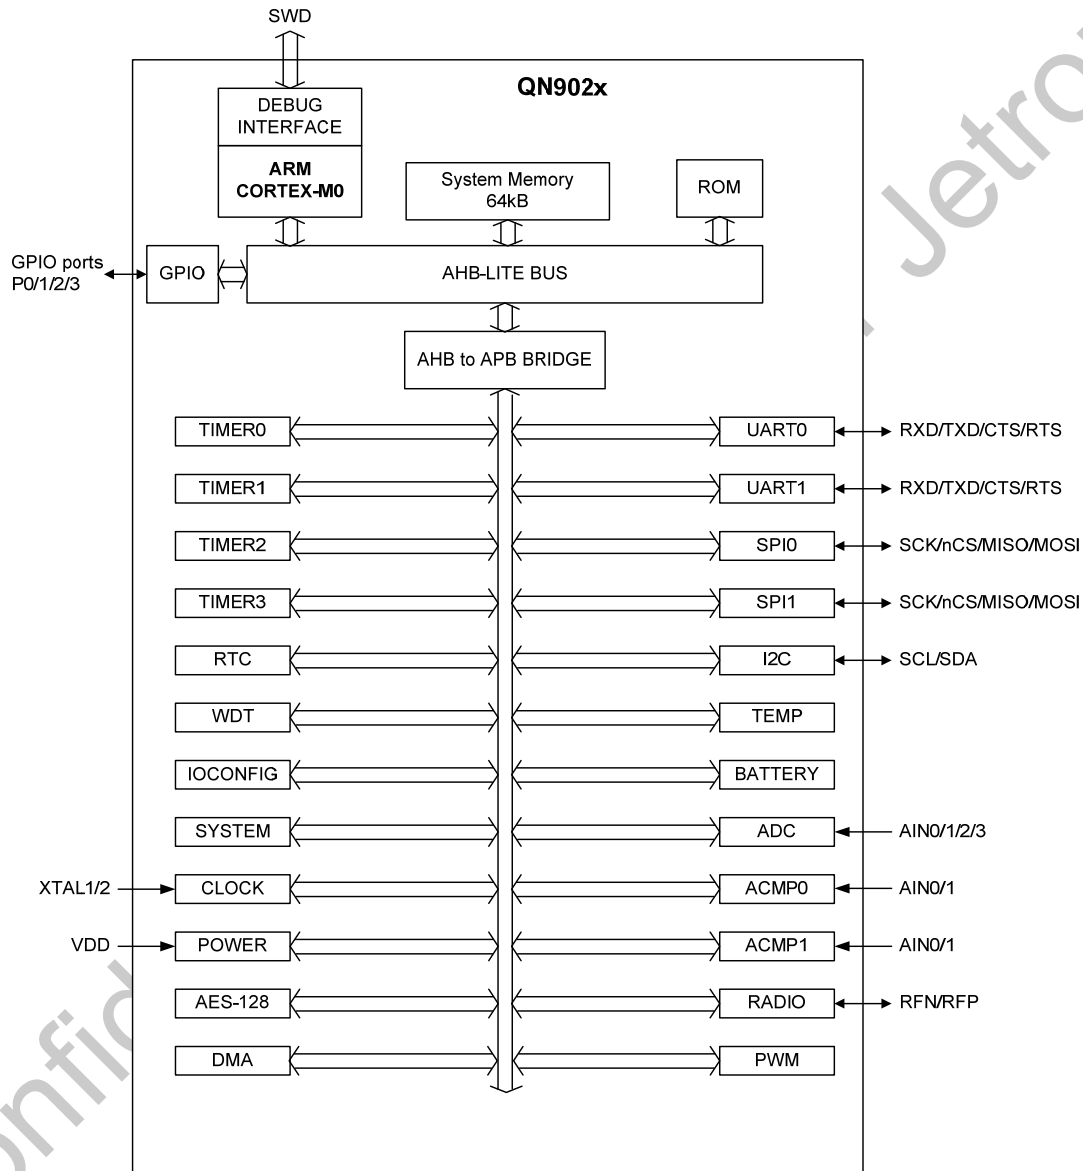 SWD
QN902x
DEBUG
INTERFACE
ARM
CORTEX-M0
System Memory
64kB
ROM
GPIO ports
P0/1/2/3
GPIO
AHB-LITE BUS
AHB to APB BRIDGE
TIMER0
UART0
RXD/TXD/CTS/RTS
TIMER1
UART1
RXD/TXD/CTS/RTS
TIMER2
SPI0
SCK/nCS/MISO/MOSI
TIMER3
SPI1
SCK/nCS/MISO/MOSI
RTC
I2C
SCL/SDA
WDT
TEMP
IOCONFIG
BATTERY
SYSTEM
ADC
AIN0/1/2/3
XTAL1/2
CLOCK
ACMP0
AIN0/1
VDD
POWER
ACMP1
AIN0/1
AES-128
RADIO
RFN/RFP
DMA
PWM